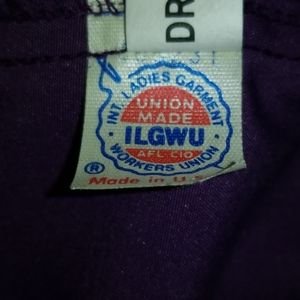 DR
INT. LADIES GARMENT
UNION
MADE
ILGWU
AFL CIO
WORKERS UNION
®
Made in U.S.